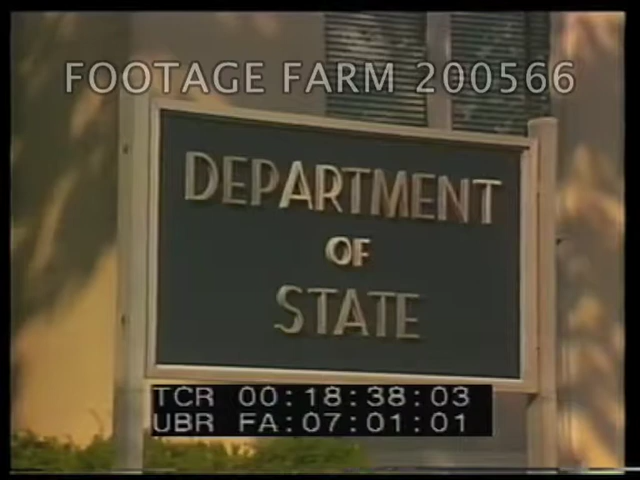 FOOTAGE FARM 200566
DEPARTMENT
OF
STATE
TCR 00:18:38:03
UBR FA:07:01:01